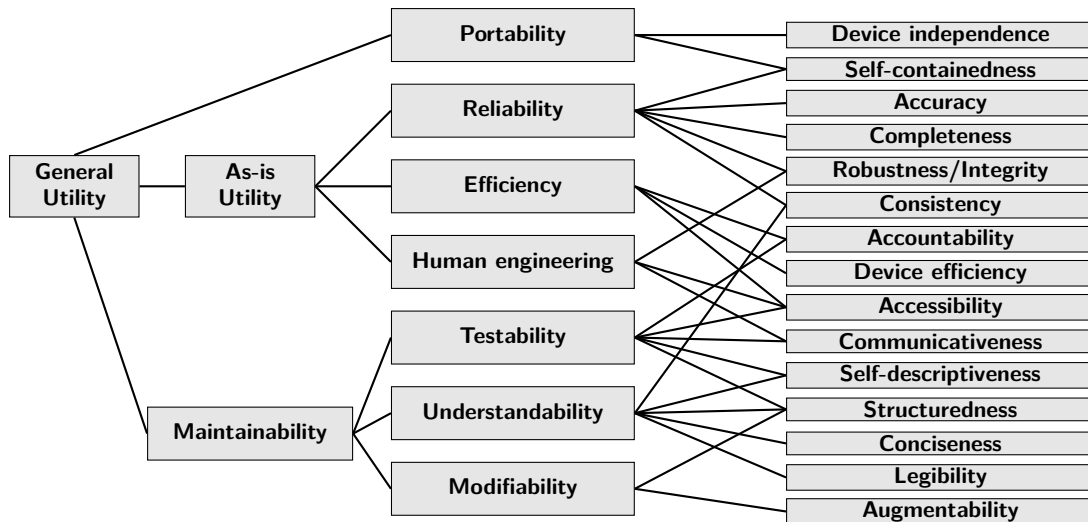 General
Utility
As-is
Utility
Maintainability
Portability
Reliability
Efficiency
Human engineering
Testability
Understandability
Modifiability
Device independence
Self-containedness
Accuracy
Completeness
Robustness/Integrity
Consistency
Accountability
Device efficiency
Accessibility
Communicativeness
Self-descriptiveness
Structuredness
Conciseness
Legibility
Augmentability